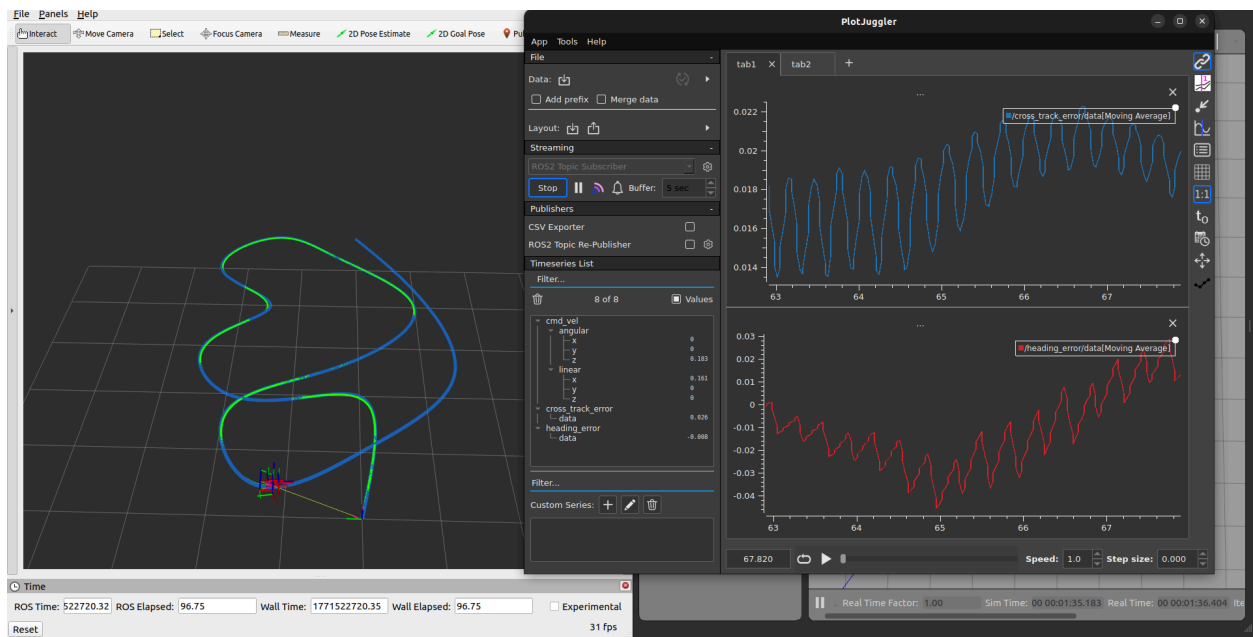 File Panels Help
Interact Move Camera Select Focus Camera Measure 2D Pose Estimate 2D Goal Pose Pu
PlotJuggler
App Tools Help
File -
Data:
Add prefix Merge data
Layout:
Streaming -
ROS2 Topic Subscriber
Stop Buffer: 5 sec
Publishers -
CSV Exporter
ROS2 Topic Re-Publisher
Timeseries List
Filter...
8 of 8 Values
cmd_vel
angular
x 0
y 0
z 0.183
linear
x 0.161
y 0
z 0
cross_track_error
data 0.026
heading_error
data -0.008
Filter...
Custom Series:
tab1 tab2 +
...
/cross_track_error/data[Moving Average]
0.022
0.02
0.018
0.016
0.014
63 64 65 66 67
...
/heading_error/data[Moving Average]
0.03
0.02
0.01
0
-0.01
-0.02
-0.03
-0.04
63 64 65 66 67
1:1
t0
67.820 Speed: 1.0 Step size: 0.000
Time
ROS Time: 522720.32 ROS Elapsed: 96.75 Wall Time: 1771522720.35 Wall Elapsed: 96.75 Experimental
Reset 31 fps
Real Time Factor: 1.00 Sim Time: 00 00:01:35.183 Real Time: 00 00:01:36.404 Ite